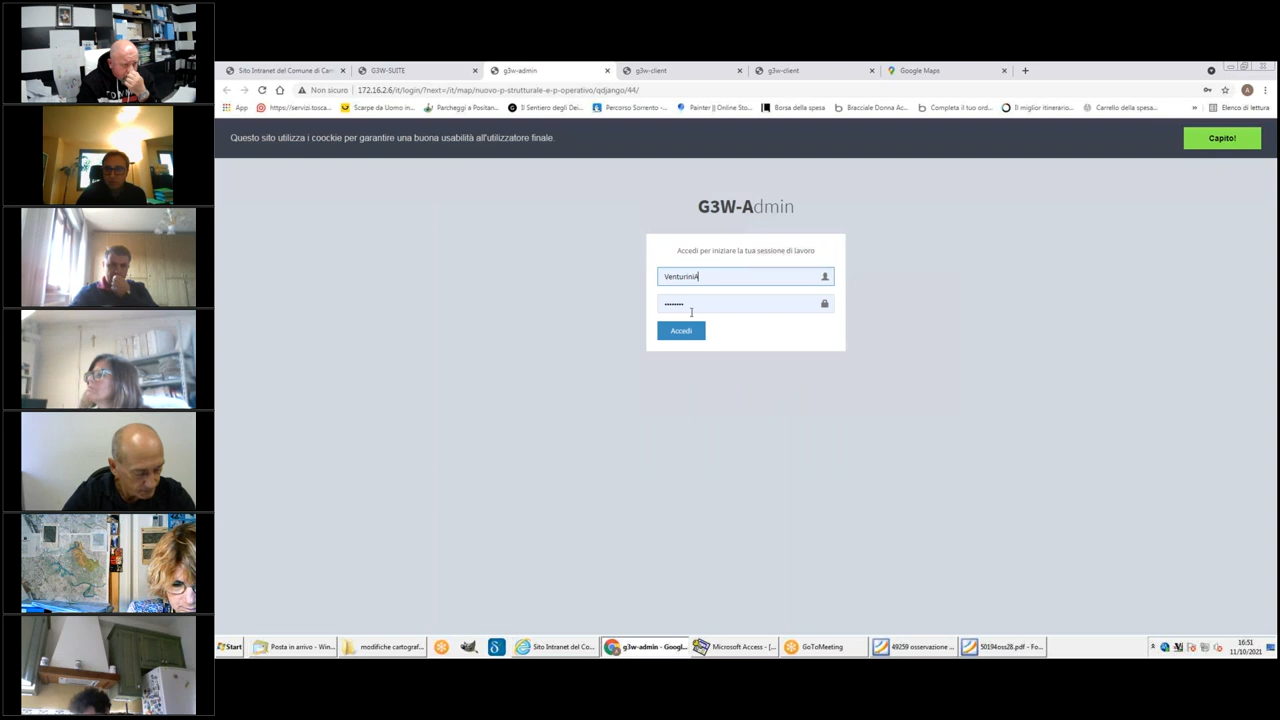 Sito Intranet del Comune di Can
G3W-SUITE
g3w-admin
g3w-client
g3w-client
Google Maps
Non sicuro
172.16.2.6/it/login/?next=/it/map/nuovo-p-strutturale-e-p-operativo/qdjango/44/
App
https://servizi.tosca...
Scarpe da Uomo in...
Parcheggi a Positan...
Il Sentiero degli Dei...
Percorso Sorrento -...
Painter || Online Sto...
Borsa della spesa
Bracciale Donna Ac...
Completa il tuo ord...
Il miglior itinerario...
Carrello della spesa...
»
Elenco di lettura
Questo sito utilizza i coockie per garantire una buona usabilità all'utilizzatore finale.
Capito!
G3W-Admin
Accedi per iniziare la tua sessione di lavoro
VenturiniA
••••••••
Accedi
Start
Posta in arrivo - Win...
modifiche cartograf...
Sito Intranet del Co...
g3w-admin - Googl...
Microsoft Access - [...
GoToMeeting
49259 osservazione ...
50194oss28.pdf - Fo...
16:51
11/10/2021